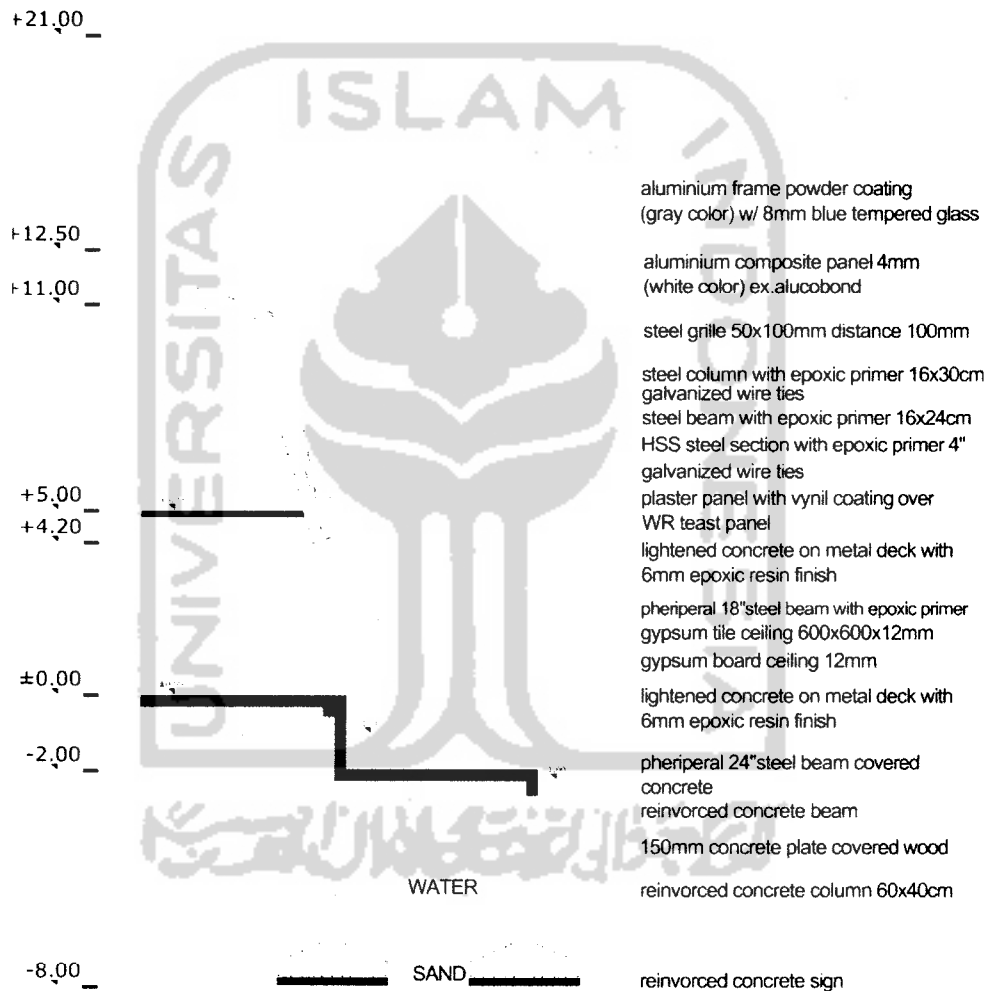 +21.00
ISLAM
UNIVERSITAS
INDONESIA
aluminium frame powder coating
(gray color) w/ 8mm blue tempered glass
+12.50
aluminium composite panel 4mm
(white color) ex.alucobond
+11.00
steel grille 50x100mm distance 100mm
steel column with epoxic primer 16x30cm
galvanized wire ties
steel beam with epoxic primer 16x24cm
HSS steel section with epoxic primer 4"
galvanized wire ties
+5.00
plaster panel with vynil coating over
WR teast panel
+4.20
lightened concrete on metal deck with
6mm epoxic resin finish
pheriperal 18"steel beam with epoxic primer
gypsum tile ceiling 600x600x12mm
gypsum board ceiling 12mm
±0.00
lightened concrete on metal deck with
6mm epoxic resin finish
-2.00
pheriperal 24"steel beam covered
concrete
reinvorced concrete beam
150mm concrete plate covered wood
WATER
reinvorced concrete column 60x40cm
-8.00
SAND
reinvorced concrete sign